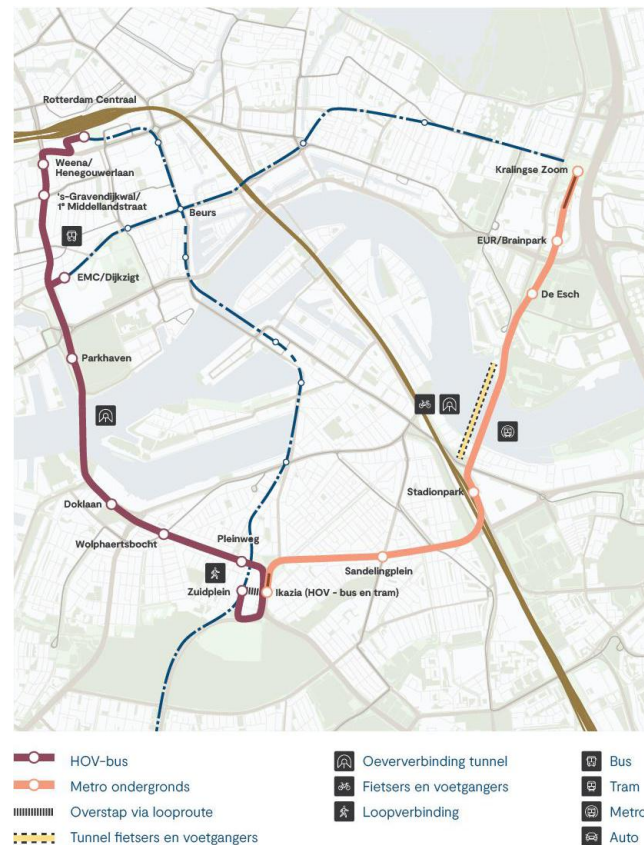 Rotterdam Centraal
Weena/
Henegouwerlaan
's-Gravendijkwal/
1e Middellandstraat
Beurs
Kralingse Zoom
EUR/Brainpark
EMC/Dijkzigt
De Esch
Parkhaven
Stadionpark
Doklaan
Wolphaertsbocht
Pleinweg
Sandelingplein
Zuidplein
Ikazia (HOV - bus en tram)
HOV-bus
Metro ondergronds
Overstap via looproute
Tunnel fietsers en voetgangers
Oeververbinding tunnel
Fietsers en voetgangers
Loopverbinding
Bus
Tram
Metro
Auto